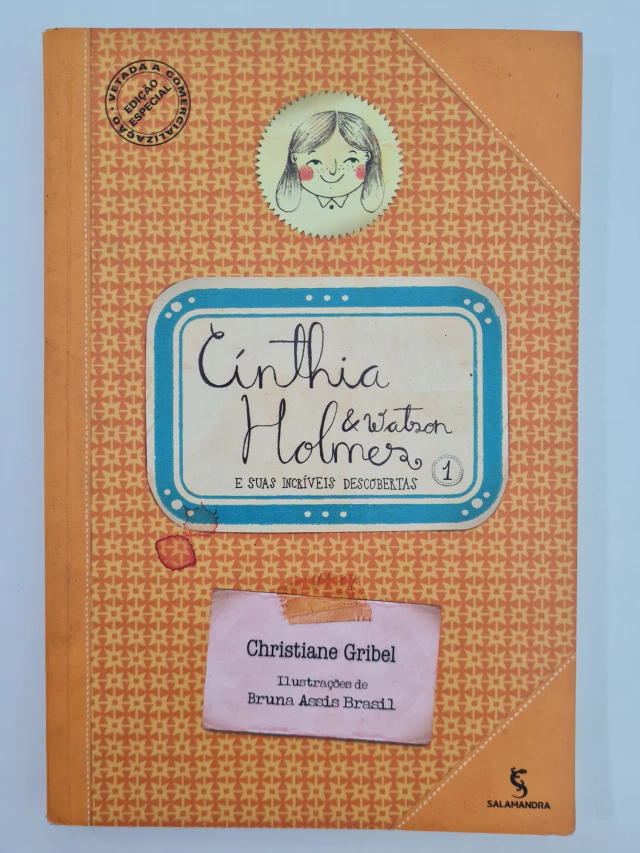 VETADA A COMERCIALIZAÇÃO
EDIÇÃO
ESPECIAL
Cínthia
Holmes & Watson
E SUAS INCRÍVEIS DESCOBERTAS 1
Christiane Gribel
Ilustrações de
Bruna Assis Brasil
SALAMANDRA